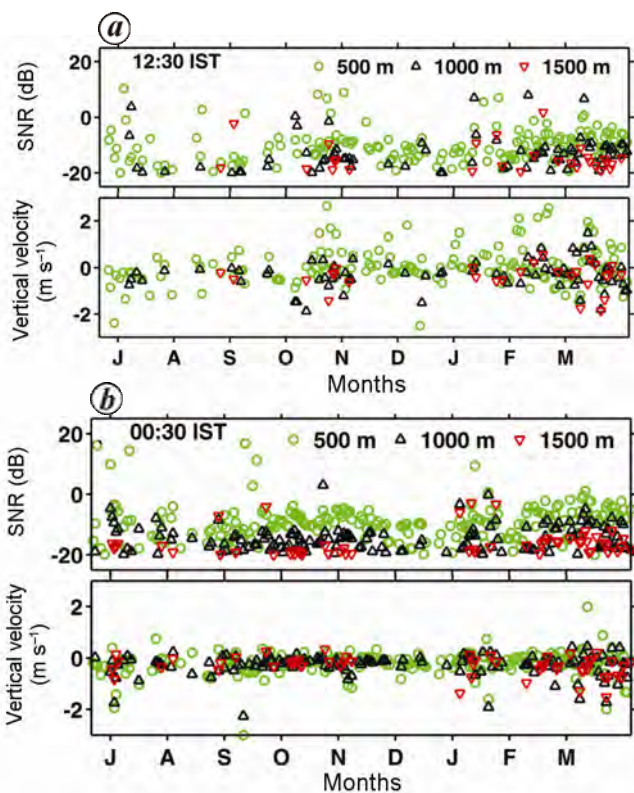 a
12:30 IST
500 m 1000 m 1500 m
SNR (dB)
20
0
-20
Vertical velocity
(m s⁻¹)
2
0
-2
J A S O N D J F M
Months
b
00:30 IST
500 m 1000 m 1500 m
SNR (dB)
20
0
-20
Vertical velocity
(m s⁻¹)
2
0
-2
J A S O N D J F M
Months